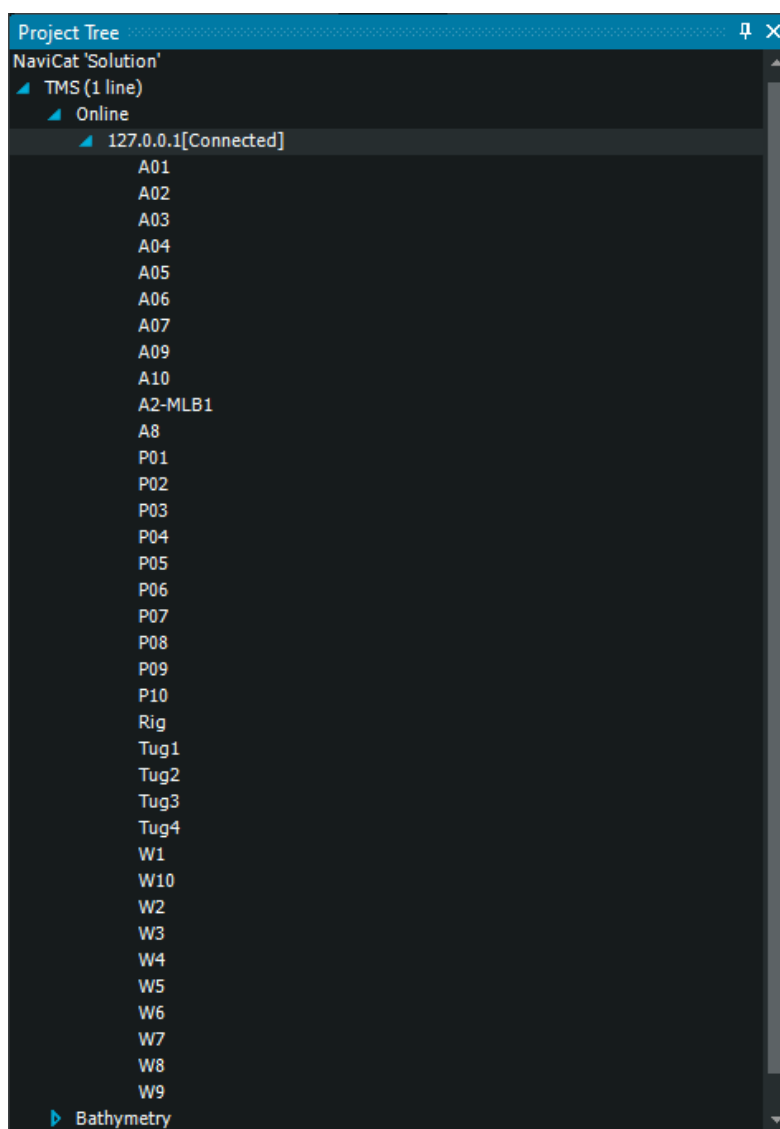 Project Tree
NaviCat 'Solution'
TMS (1 line)
Online
127.0.0.1[Connected]
A01
A02
A03
A04
A05
A06
A07
A09
A10
A2-MLB1
A8
P01
P02
P03
P04
P05
P06
P07
P08
P09
P10
Rig
Tug1
Tug2
Tug3
Tug4
W1
W10
W2
W3
W4
W5
W6
W7
W8
W9
Bathymetry